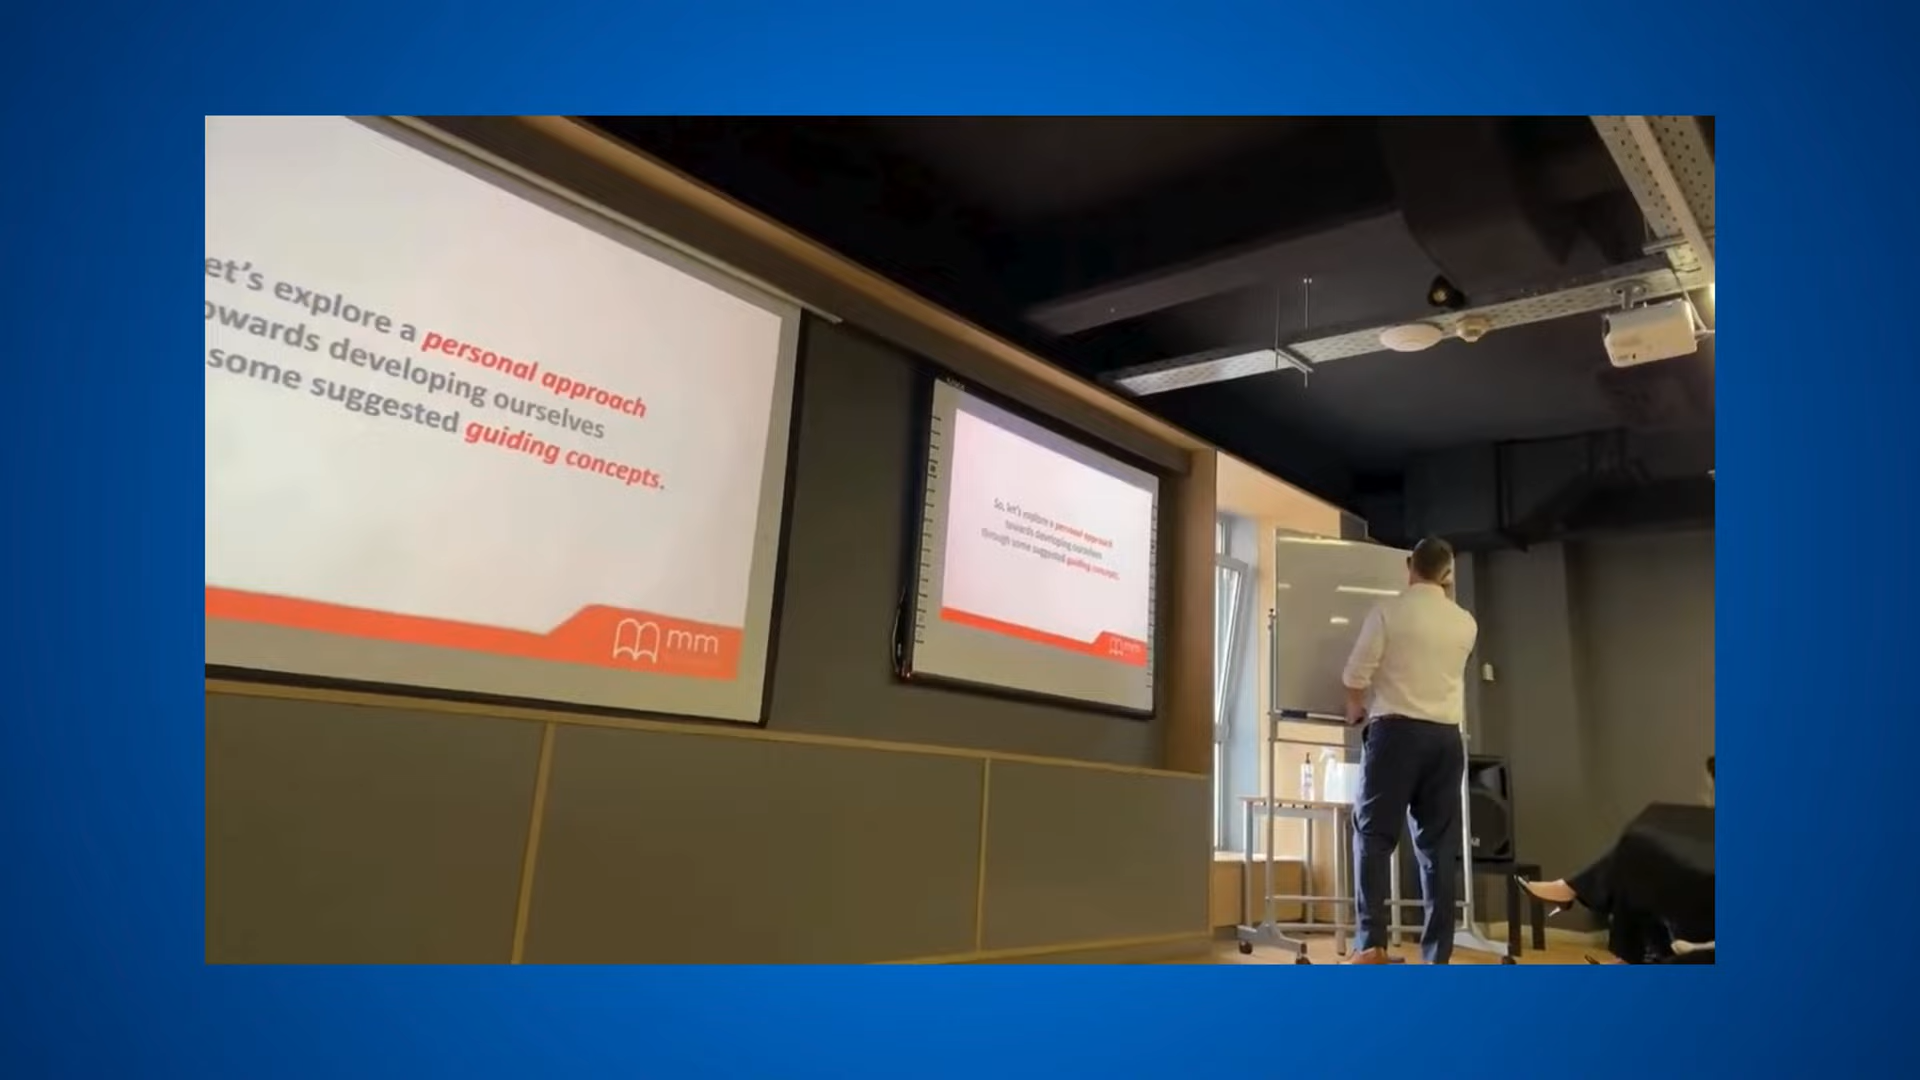 et's explore a personal approach
owards developing ourselves
some suggested guiding concepts.
mm
So, let's explore a personal approach
towards developing ourselves
through some suggested guiding concepts.
mm